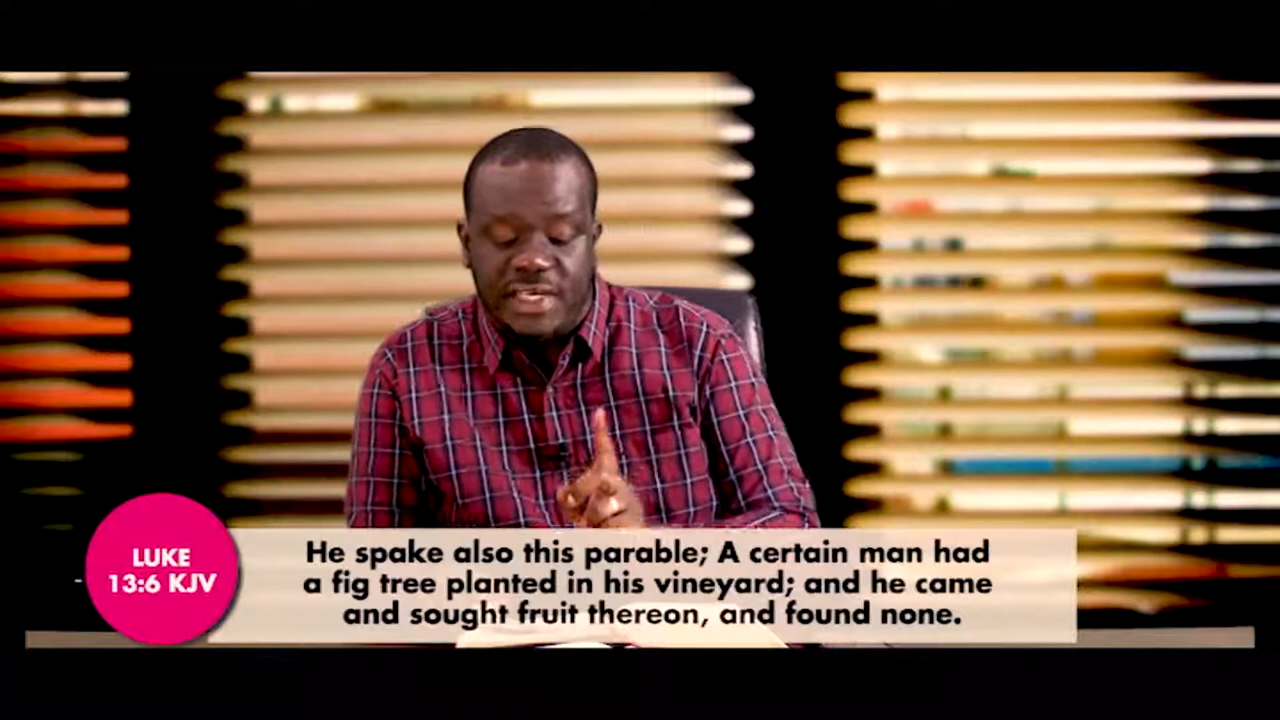 LUKE
13:6 KJV
He spake also this parable; A certain man had
a fig tree planted in his vineyard; and he came
and sought fruit thereon, and found none.